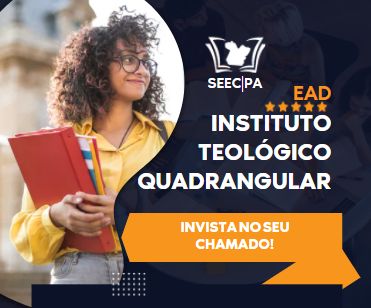 SEEC|PA
EAD
INSTITUTO
TEOLÓGICO
QUADRANGULAR
INVISTA NO SEU
CHAMADO!